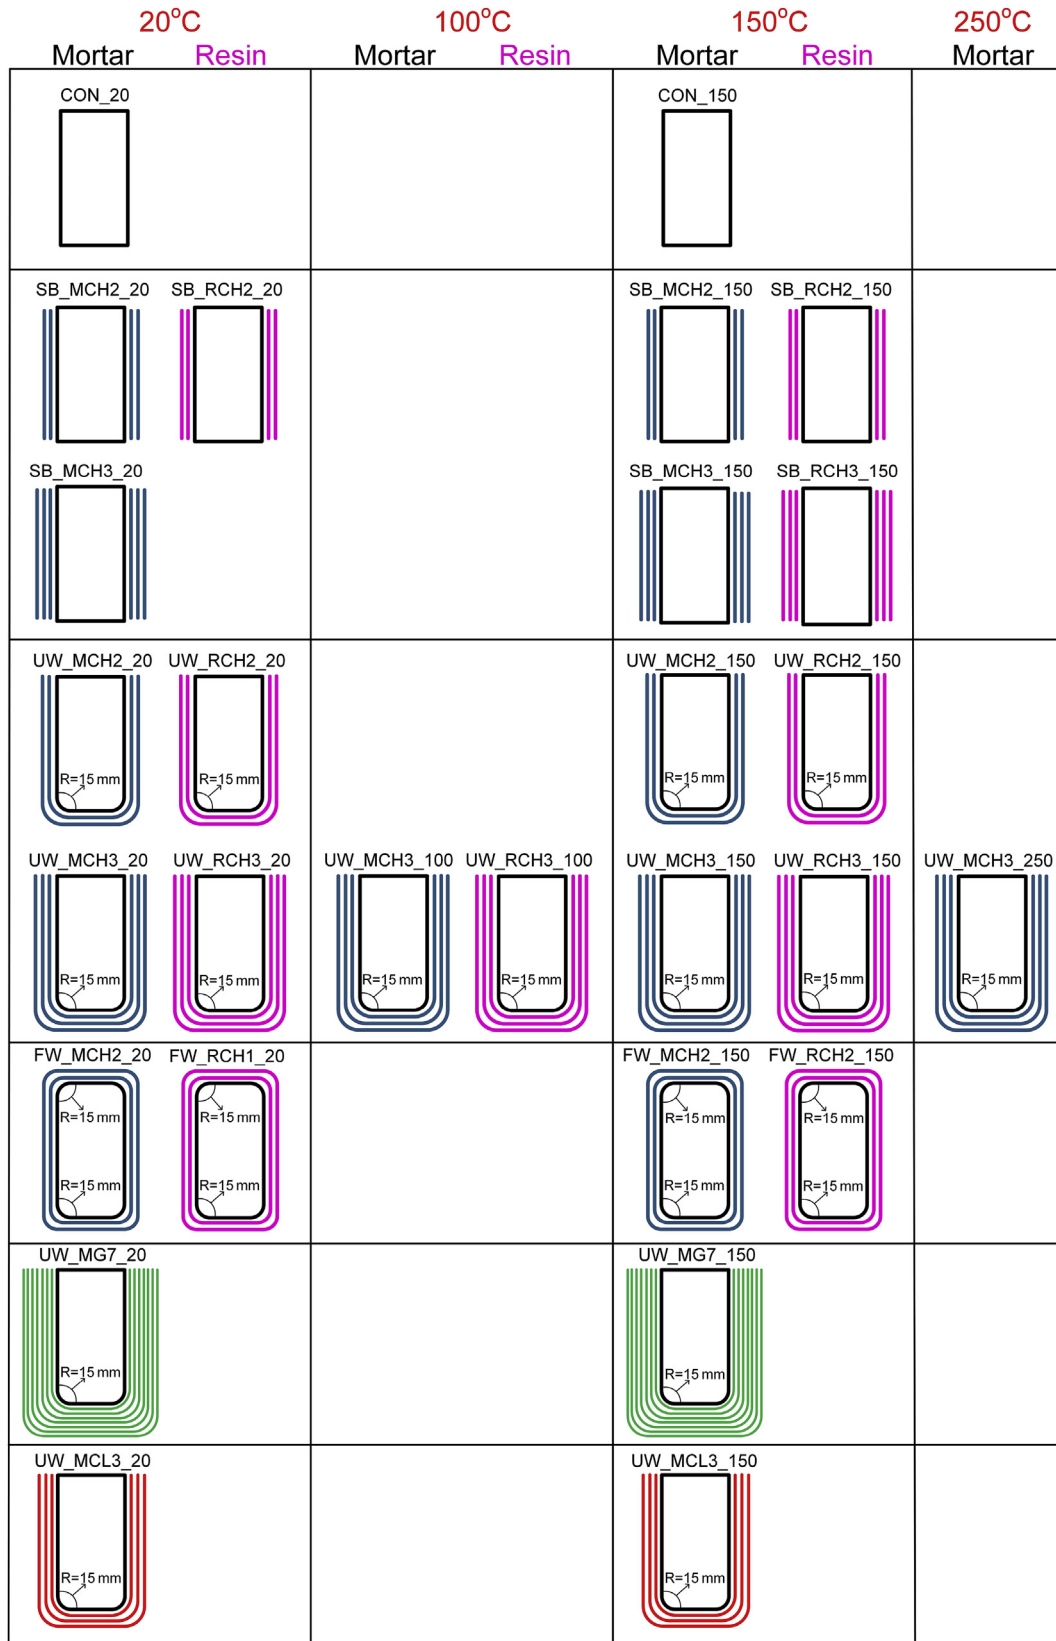 20°C 100°C 150°C 250°C
Mortar Resin Mortar Resin Mortar Resin Mortar
CON_20 CON_150
SB_MCH2_20 SB_RCH2_20 SB_MCH2_150 SB_RCH2_150
SB_MCH3_20 SB_MCH3_150 SB_RCH3_150
UW_MCH2_20 UW_RCH2_20 UW_MCH2_150 UW_RCH2_150
R=15 mm R=15 mm R=15 mm R=15 mm
UW_MCH3_20 UW_RCH3_20 UW_MCH3_100 UW_RCH3_100 UW_MCH3_150 UW_RCH3_150 UW_MCH3_250
R=15 mm R=15 mm R=15 mm R=15 mm R=15 mm R=15 mm R=15 mm
FW_MCH2_20 FW_RCH1_20 FW_MCH2_150 FW_RCH2_150
R=15 mm R=15 mm R=15 mm R=15 mm
R=15 mm R=15 mm R=15 mm R=15 mm
UW_MG7_20 UW_MG7_150
R=15 mm R=15 mm
UW_MCL3_20 UW_MCL3_150
R=15 mm R=15 mm